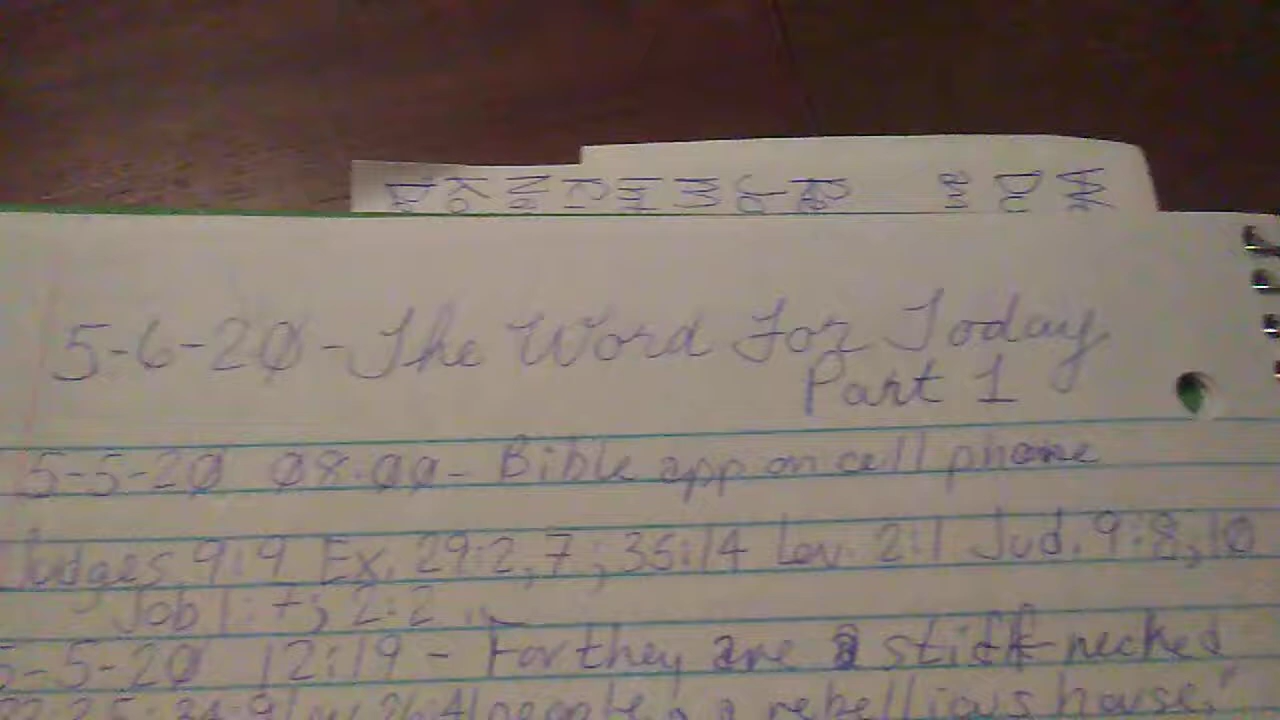 5-6-20 - The Word For Today
Part 1
5-5-20 08:00 - Bible app on cell phone
Judges 9:9 Ex. 29:2,7; 35:14 Lev. 2:1 Jud. 9:8,10
Job 1:7; 2:2
5-5-20 12:19 - For they are a stiff-necked
people, a rebellious house,"